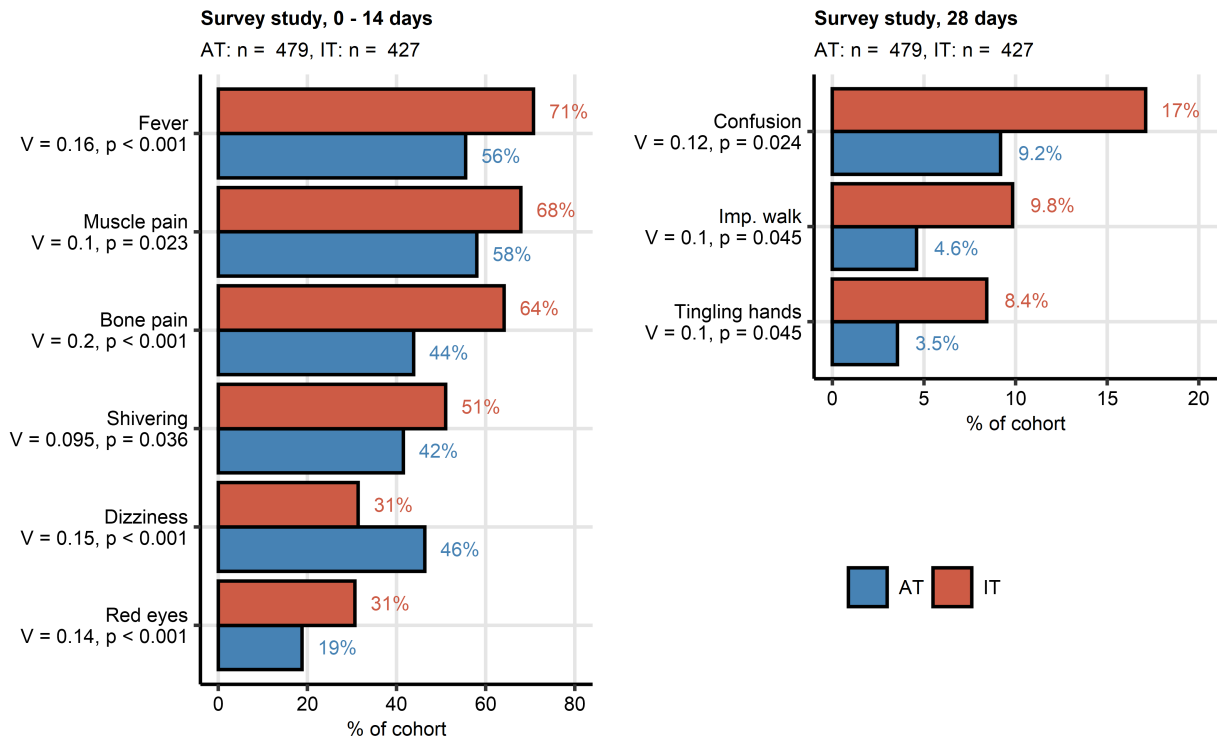 Survey study, 0 - 14 days
AT: n =  479, IT: n =  427
Fever
V = 0.16, p < 0.001
71%
56%
Muscle pain
V = 0.1, p = 0.023
68%
58%
Bone pain
V = 0.2, p < 0.001
64%
44%
Shivering
V = 0.095, p = 0.036
51%
42%
Dizziness
V = 0.15, p < 0.001
31%
46%
Red eyes
V = 0.14, p < 0.001
31%
19%
0 20 40 60 80
% of cohort
Survey study, 28 days
AT: n =  479, IT: n =  427
Confusion
V = 0.12, p = 0.024
17%
9.2%
Imp. walk
V = 0.1, p = 0.045
9.8%
4.6%
Tingling hands
V = 0.1, p = 0.045
8.4%
3.5%
0 5 10 15 20
% of cohort
AT IT